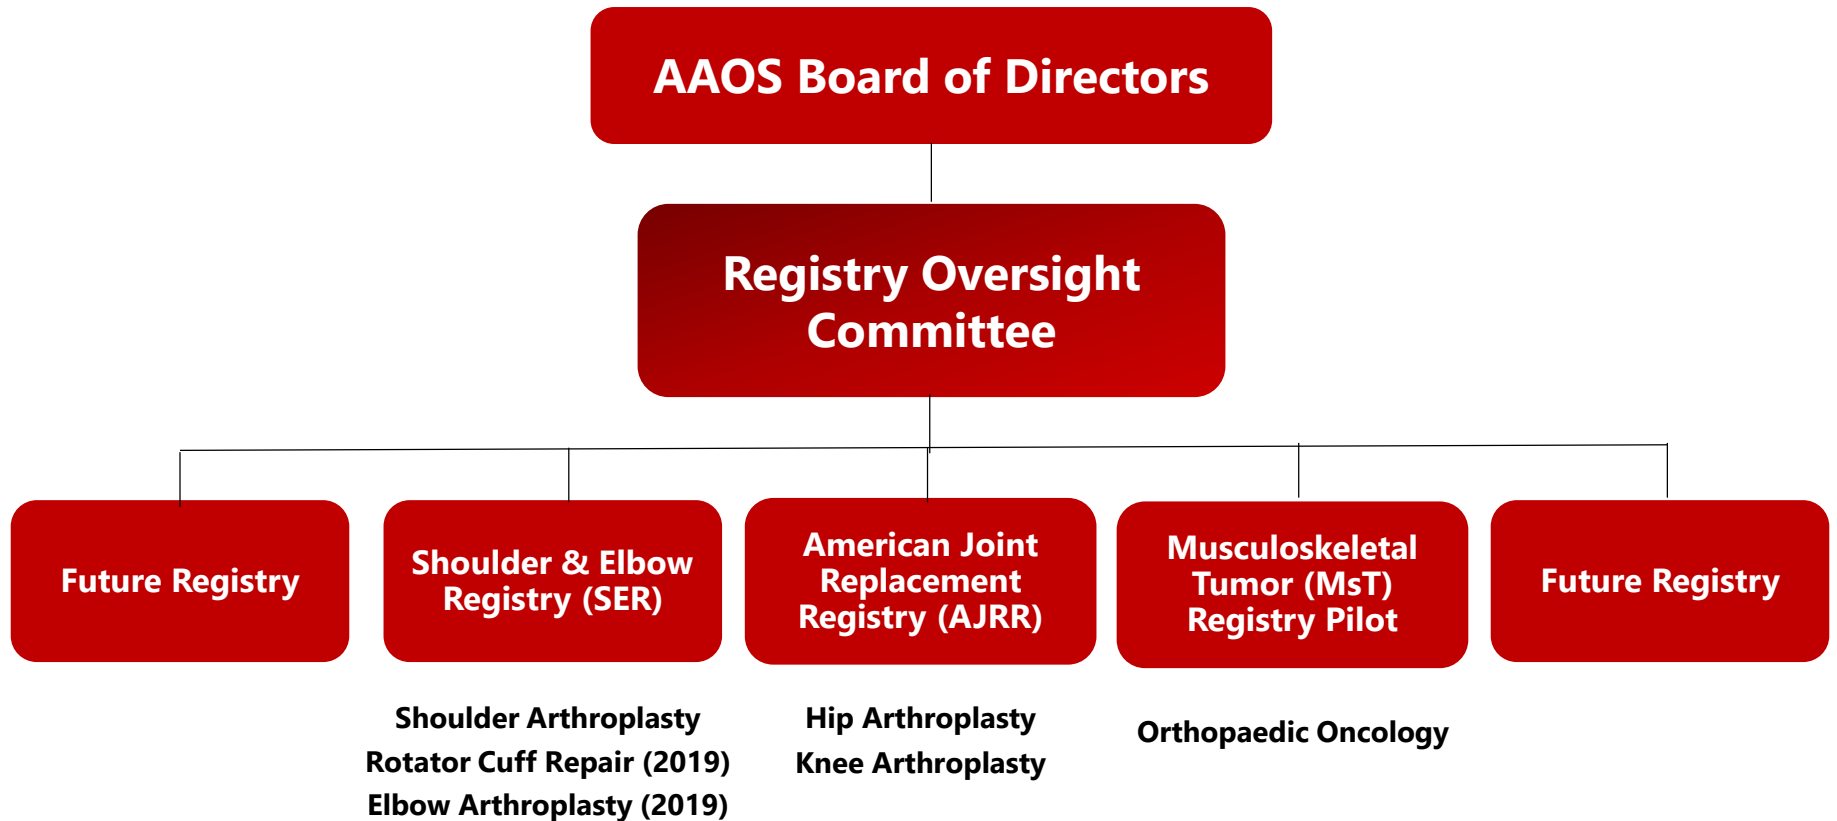 AAOS Board of Directors
Registry Oversight
Committee
Future Registry
Shoulder & Elbow
Registry (SER)
American Joint
Replacement
Registry (AJRR)
Musculoskeletal
Tumor (MsT)
Registry Pilot
Future Registry
Shoulder Arthroplasty
Rotator Cuff Repair (2019)
Elbow Arthroplasty (2019)
Hip Arthroplasty
Knee Arthroplasty
Orthopaedic Oncology